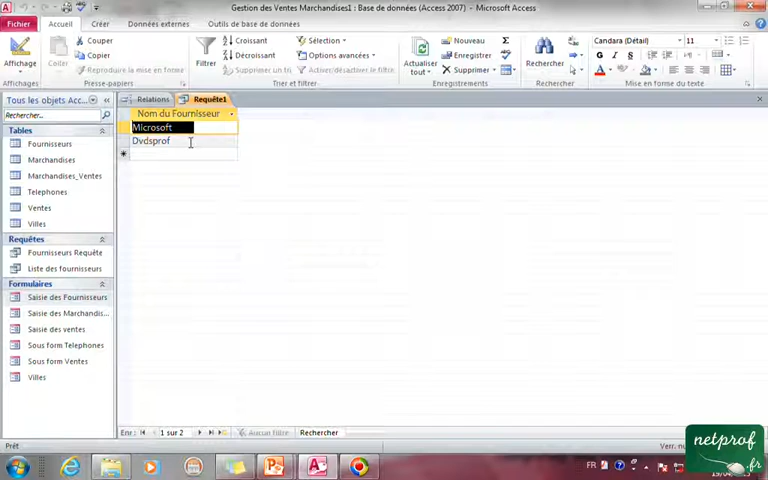 Gestion des Ventes Marchandises1 : Base de données (Access 2007) - Microsoft Access
Fichier Accueil Créer Données externes Outils de base de données
Affichage
Affichages
Coller
Couper
Copier
Reproduire la mise en forme
Presse-papiers
Filtrer
Croissant
Décroissant
Supprimer un tri
Sélection
Options avancées
Activer/désactiver le filtre
Trier et filtrer
Actualiser tout
Nouveau
Enregistrer
Supprimer
Enregistrements
Rechercher
Rechercher
Candara (Détail) 11
G I S
Mise en forme du texte
Tous les objets Acc...
Rechercher...
Tables
Fournisseurs
Marchandises
Marchandises_Ventes
Telephones
Ventes
Villes
Requêtes
Fournisseurs Requête
Liste des fournisseurs
Formulaires
Saisie des Fournisseurs
Saisie des Marchandis...
Saisie des ventes
Sous form Telephones
Sous form Ventes
Villes
Relations Requête1
Nom du Fournisseur
Microsoft
Dvdsprof
Enr : 1 sur 2 Aucun filtre Rechercher
Prêt
Verr. nu
FR
netprof
.fr